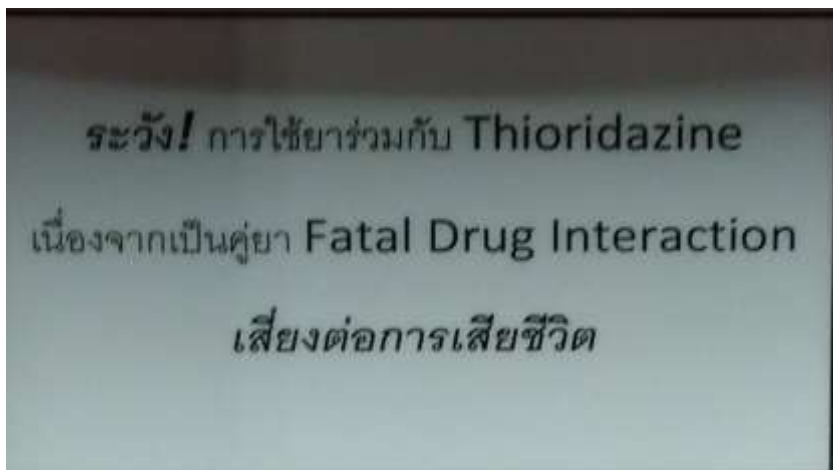 ระวัง! การใช้ยาร่วมกับ Thioridazine
เนื่องจากเป็นคู่ยา Fatal Drug Interaction
เสี่ยงต่อการเสียชีวิต